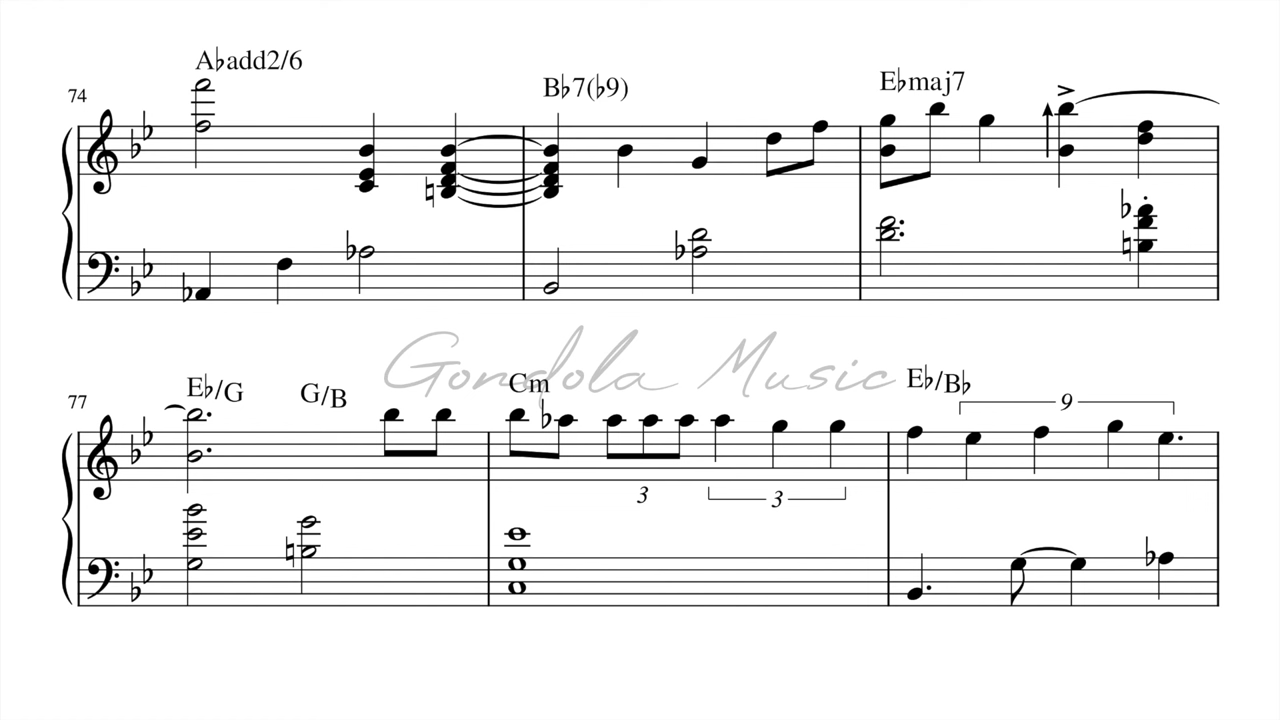 A♭add2/6
B♭7(♭9)
E♭maj7
74
Gondola Music
E♭/G
G/B
Cm
E♭/B♭
77
9
3
3